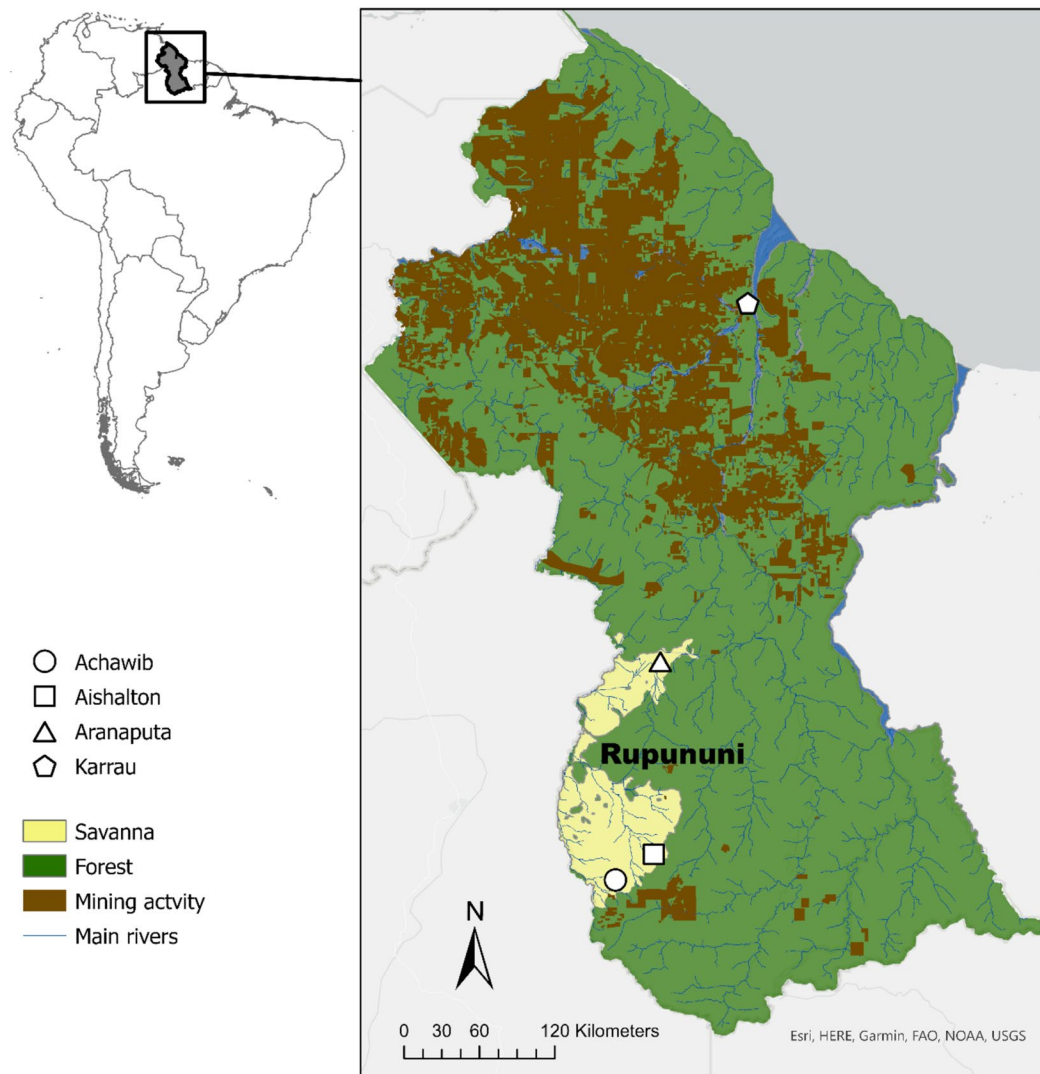 Achawib
Aishalton
Aranaputa
Karrau
Savanna
Forest
Mining actvity
Main rivers
Rupununi
N
0 30 60 120 Kilometers
Esri, HERE, Garmin, FAO, NOAA, USGS